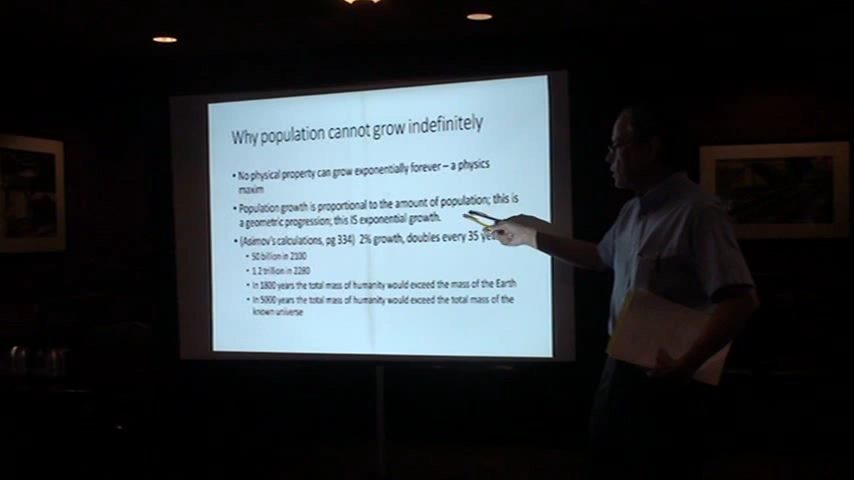 Why population cannot grow indefinitely
• No physical property can grow exponentially forever – a physics
maxim
• Population growth is proportional to the amount of population; this is
a geometric progression; this IS exponential growth.
• (Asimov's calculations, pg 334) 2% growth, doubles every 35
• 50 billion in 2100
• 1.2 trillion in 2280
• In 1800 years the total mass of humanity would exceed the mass of the Earth
• In 5000 years the total mass of humanity would exceed the total mass of the
known universe